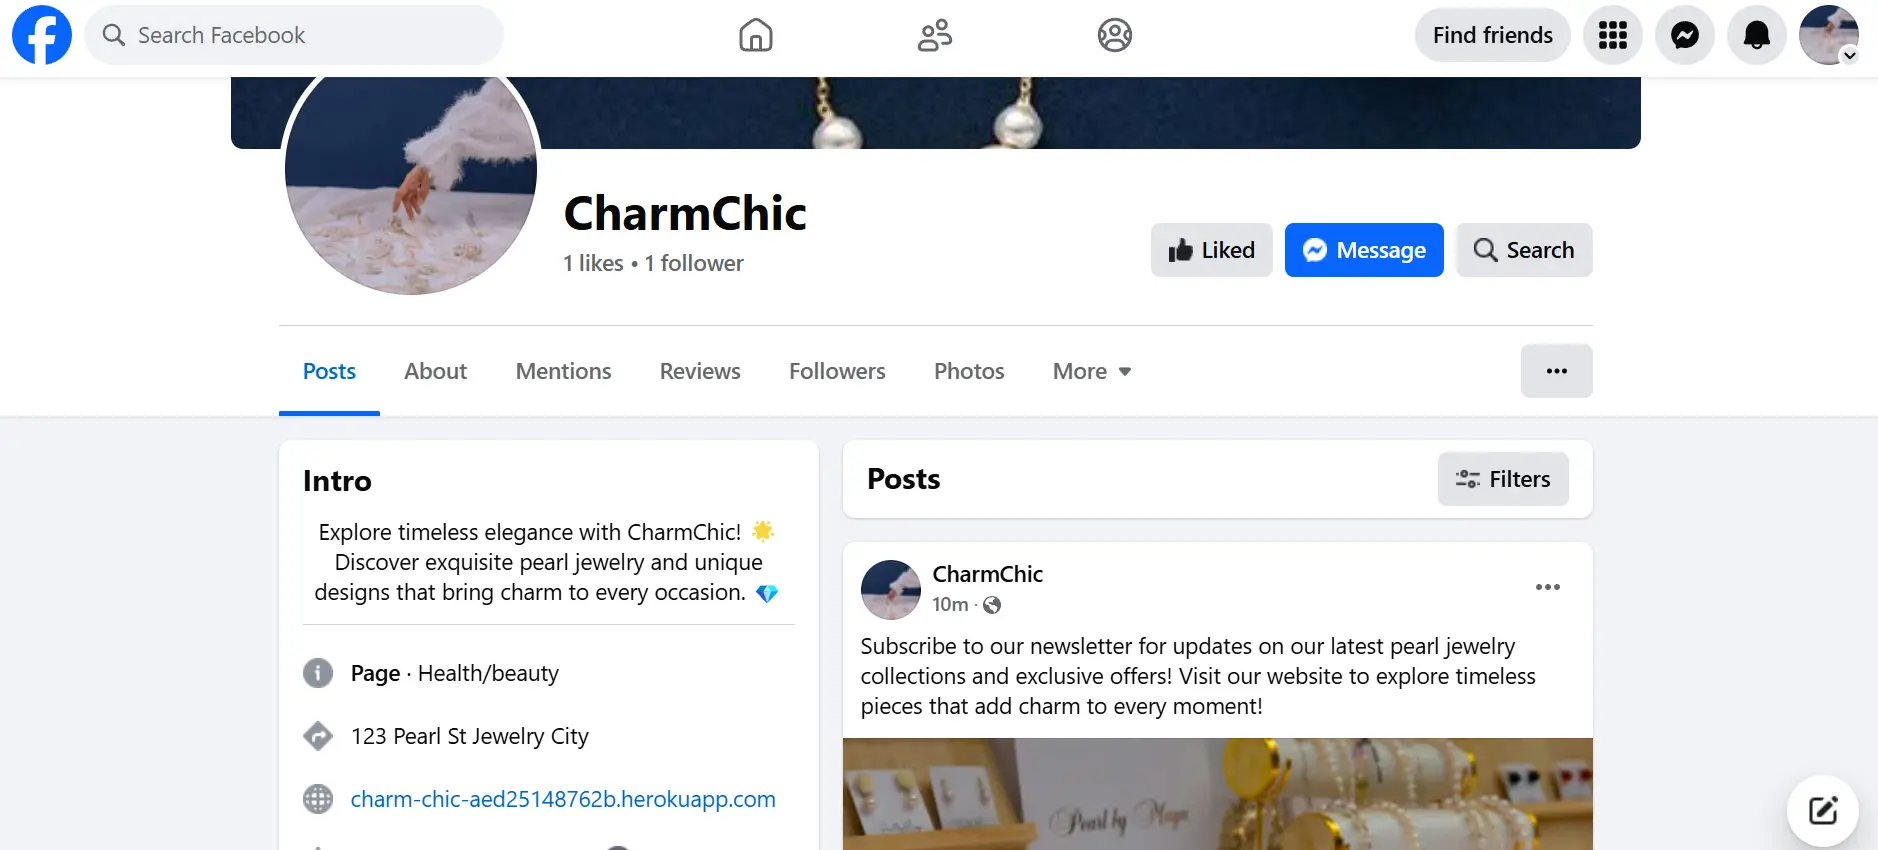 Search Facebook
Find friends
CharmChic
1 likes • 1 follower
Liked
Message
Search
Posts
About
Mentions
Reviews
Followers
Photos
More
Intro
Explore timeless elegance with CharmChic! 🌟
Discover exquisite pearl jewelry and unique
designs that bring charm to every occasion. 💎
Page · Health/beauty
123 Pearl St Jewelry City
charm-chic-aed25148762b.herokuapp.com
Posts
Filters
CharmChic
10m ·
Subscribe to our newsletter for updates on our latest pearl jewelry
collections and exclusive offers! Visit our website to explore timeless
pieces that add charm to every moment!
Pearl by Maya